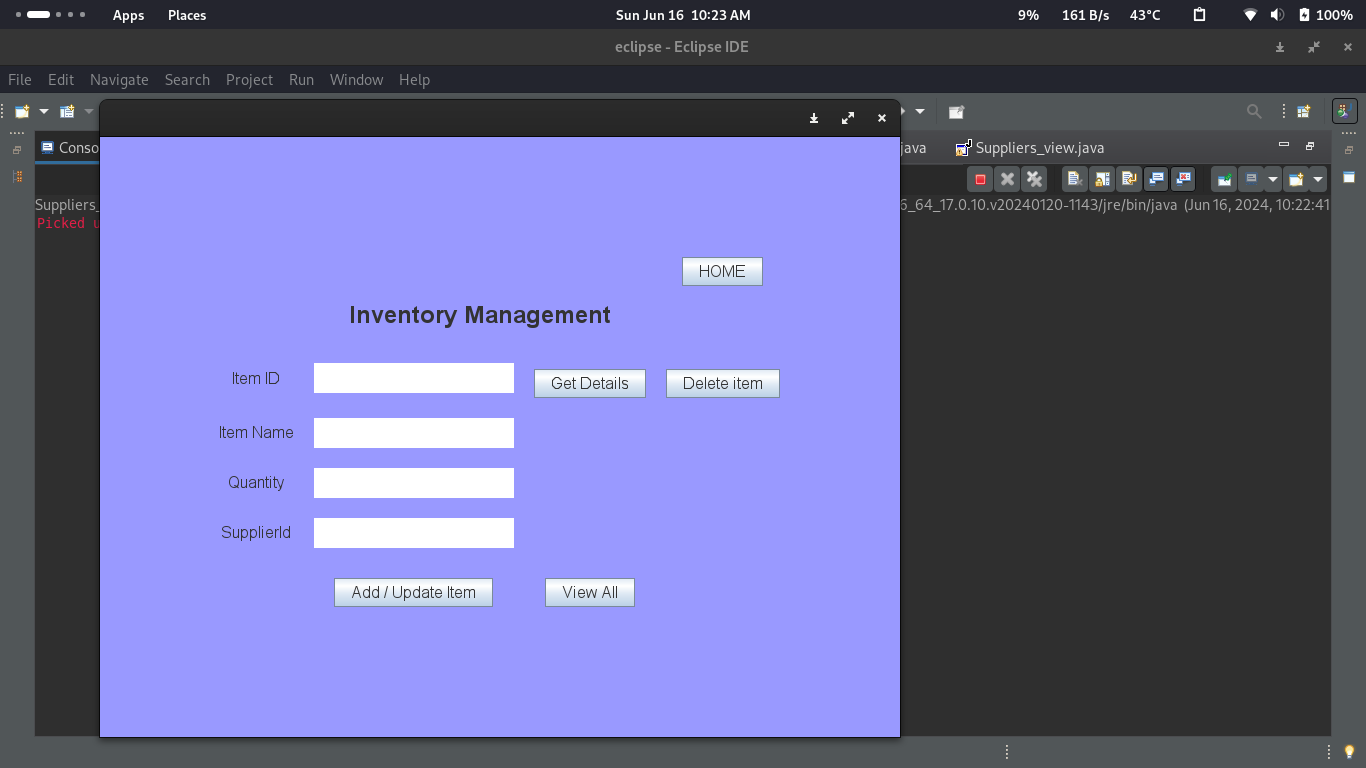 Apps Places Sun Jun 16 10:23 AM 9% 161 B/s 43°C 100%
eclipse - Eclipse IDE
File Edit Navigate Search Project Run Window Help
Conso java Suppliers_view.java
Suppliers_ 6_64_17.0.10.v20240120-1143/jre/bin/java (Jun 16, 2024, 10:22:41
Picked u
HOME
Inventory Management
Item ID Get Details Delete item
Item Name
Quantity
SupplierId
Add / Update Item View All